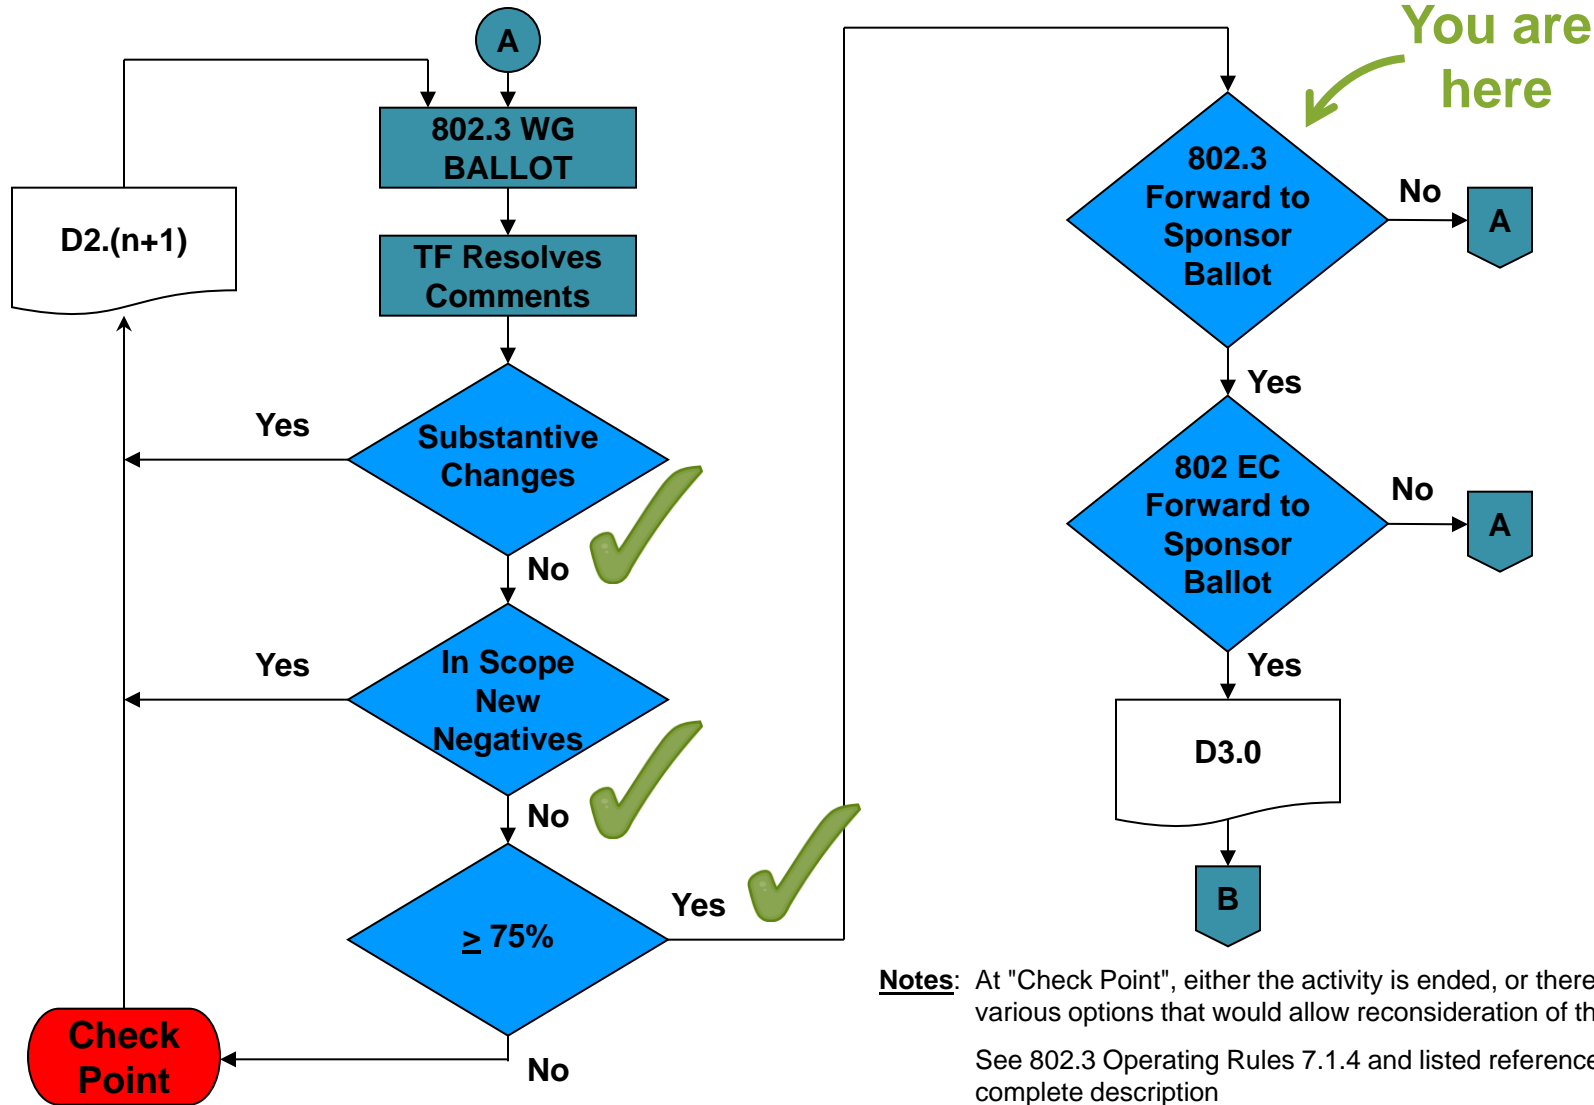 A
802.3 WG
BALLOT
D2.(n+1)
TF Resolves
Comments
Yes
Substantive
Changes
No
Yes
In Scope
New
Negatives
No
≥ 75%
Yes
Check
Point
No
You are
here
802.3
Forward to
Sponsor
Ballot
No
A
Yes
802 EC
Forward to
Sponsor
Ballot
No
A
Yes
D3.0
B
Notes: At "Check Point", either the activity is ended, or there
various options that would allow reconsideration of th
See 802.3 Operating Rules 7.1.4 and listed reference
complete description